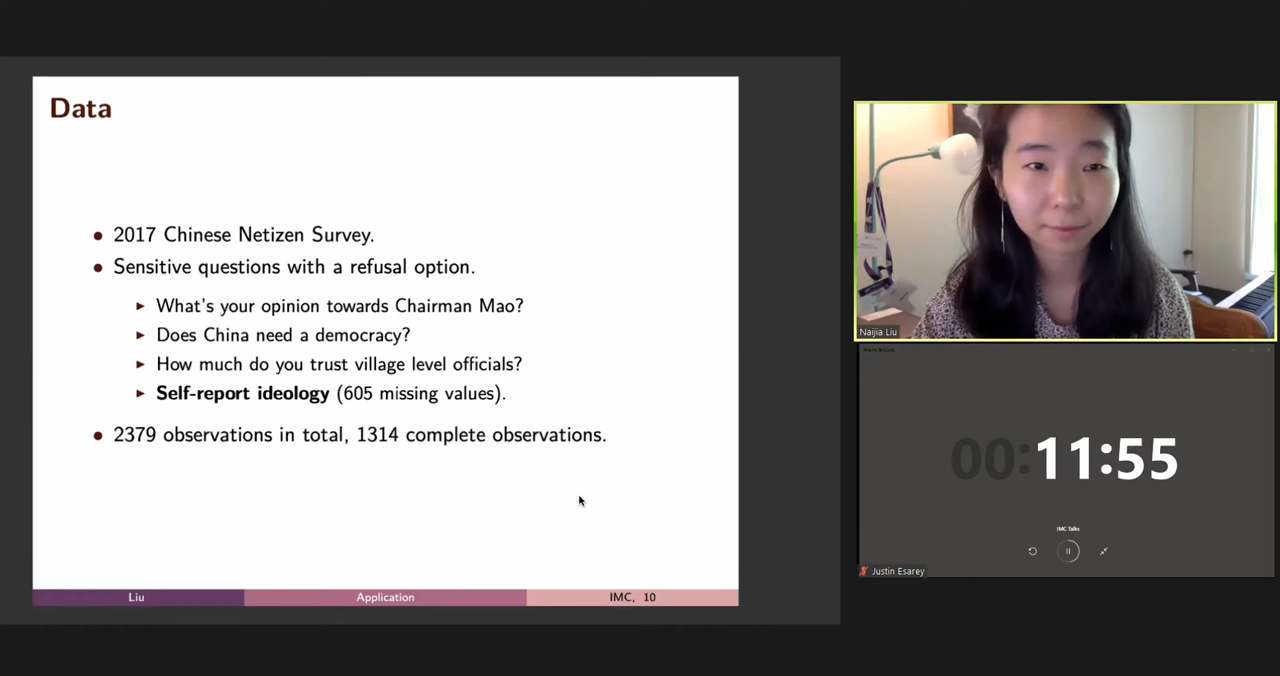 Data
2017 Chinese Netizen Survey.
Sensitive questions with a refusal option.
What's your opinion towards Chairman Mao?
Does China need a democracy?
How much do you trust village level officials?
Self-report ideology (605 missing values).
2379 observations in total, 1314 complete observations.
Liu
Application
IMC, 10
Naijia Liu
00:11:55
IMC Talks
Justin Esarey